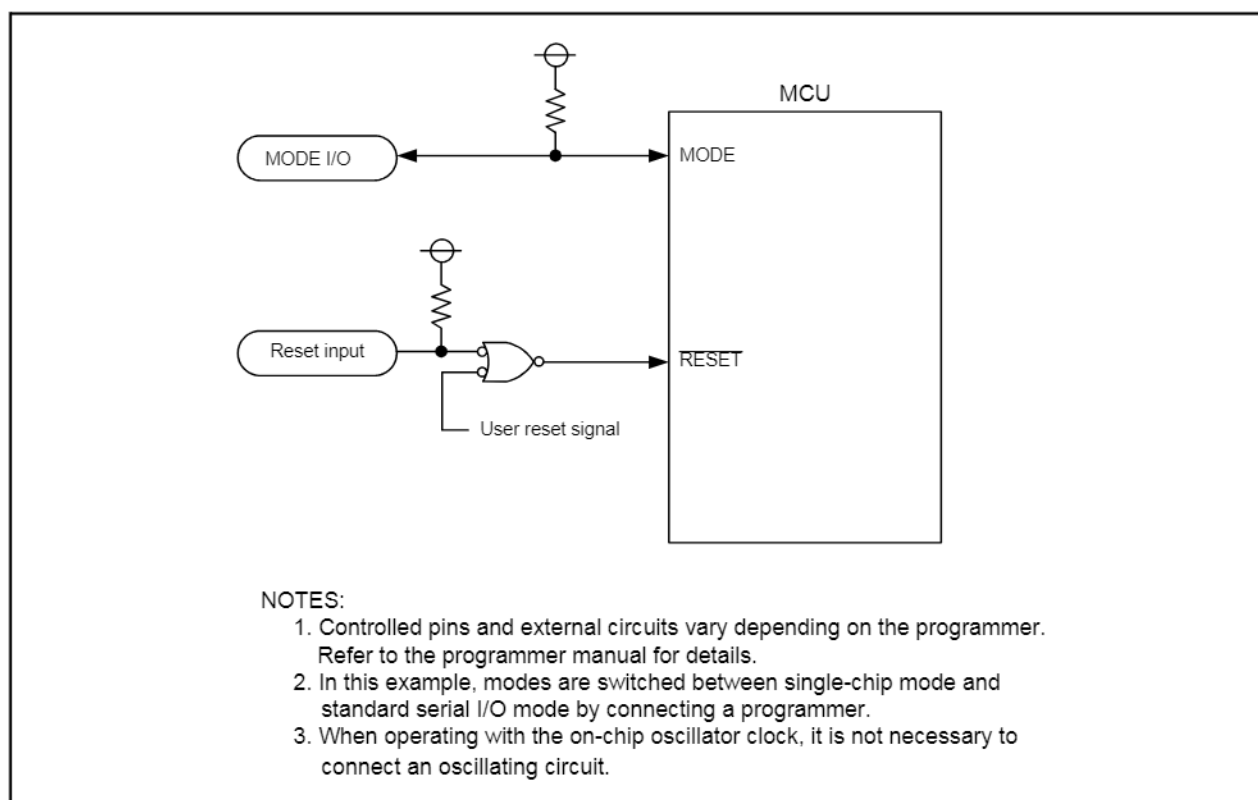 MCU
MODE I/O
MODE
Reset input
RESET
User reset signal
NOTES:
1. Controlled pins and external circuits vary depending on the programmer.
Refer to the programmer manual for details.
2. In this example, modes are switched between single-chip mode and
standard serial I/O mode by connecting a programmer.
3. When operating with the on-chip oscillator clock, it is not necessary to
connect an oscillating circuit.